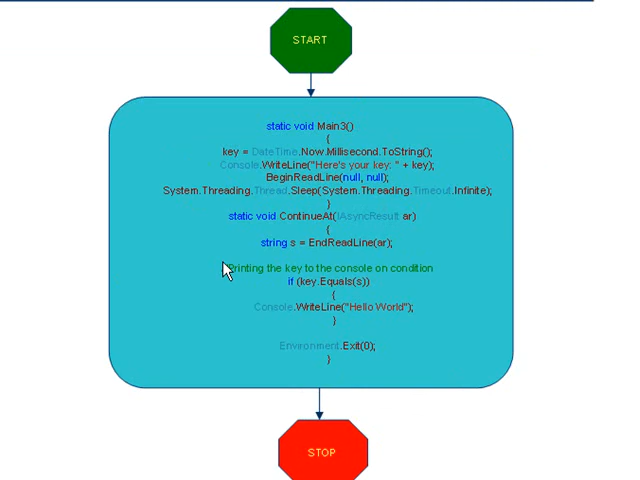 START
static void Main3()
{
key = DateTime.Now.Millisecond.ToString();
Console.WriteLine("Here's your key: " + key);
BeginReadLine(null, null);
System.Threading.Thread.Sleep(System.Threading.Timeout.Infinite);
}
static void ContinueAt(IAsyncResult ar)
{
string s = EndReadLine(ar);
Printing the key to the console on condition
if (key.Equals(s))
{
Console.WriteLine("Hello World");
}
Environment.Exit(0);
}
STOP